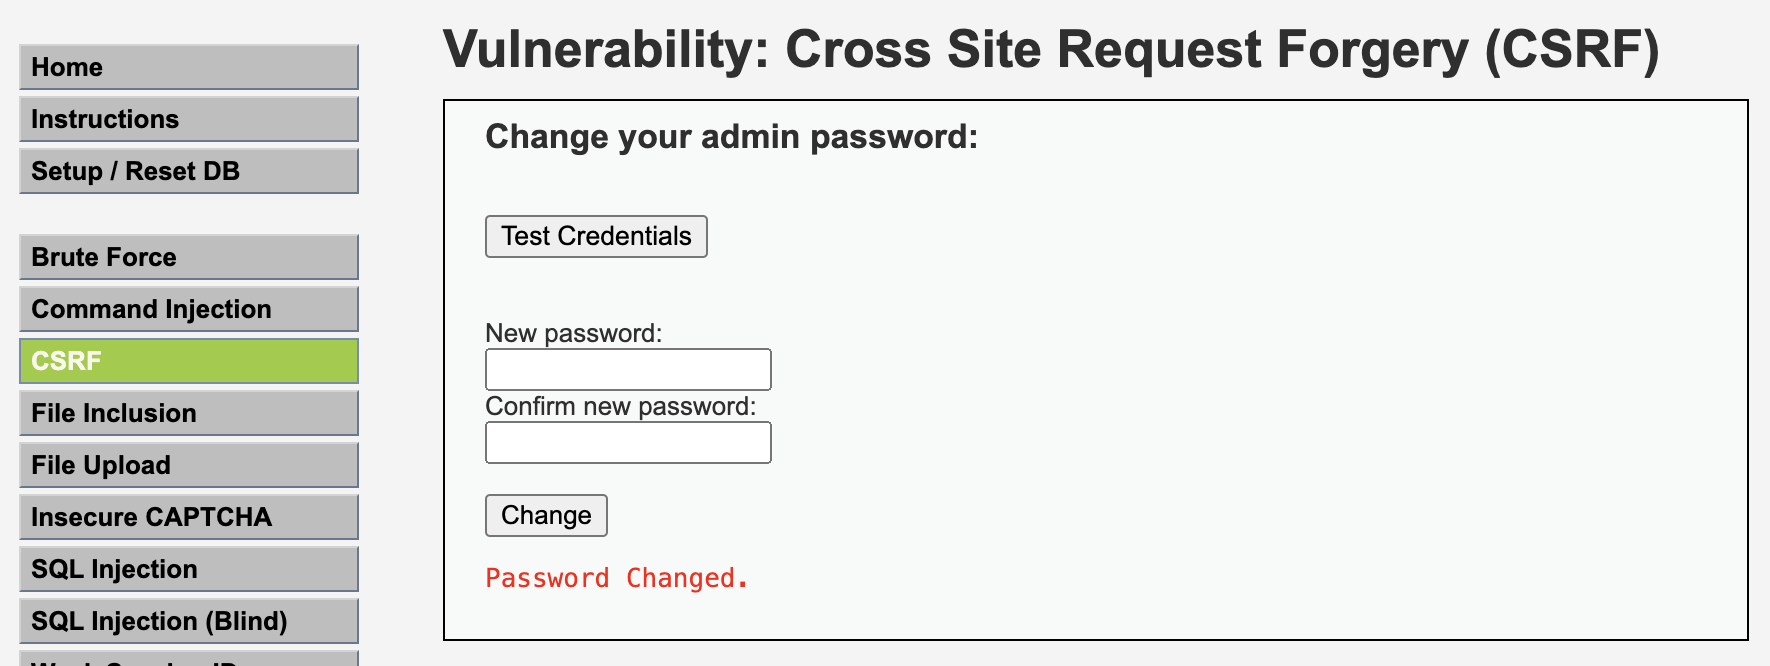 Home
Instructions
Setup / Reset DB
Brute Force
Command Injection
CSRF
File Inclusion
File Upload
Insecure CAPTCHA
SQL Injection
SQL Injection (Blind)
Vulnerability: Cross Site Request Forgery (CSRF)
Change your admin password:
Test Credentials
New password:
Confirm new password:
Change
Password Changed.